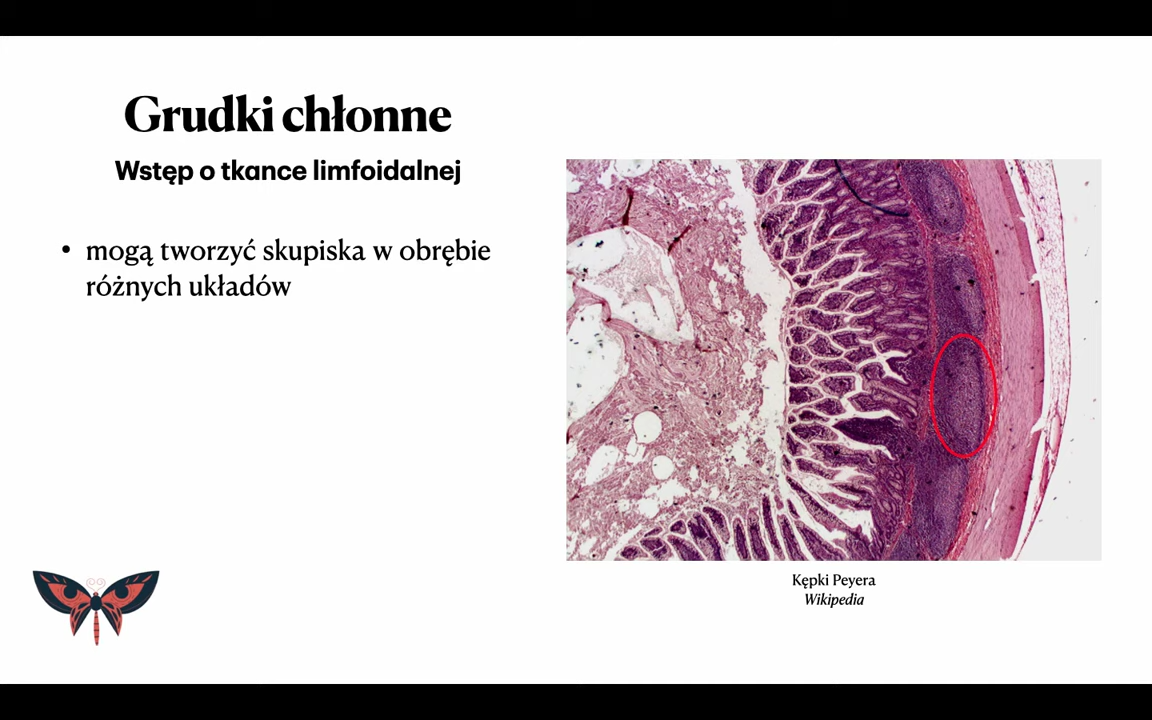 Grudki chłonne
Wstęp o tkance limfoidalnej
• mogą tworzyć skupiska w obrębie
różnych układów
Kępki Peyera
Wikipedia